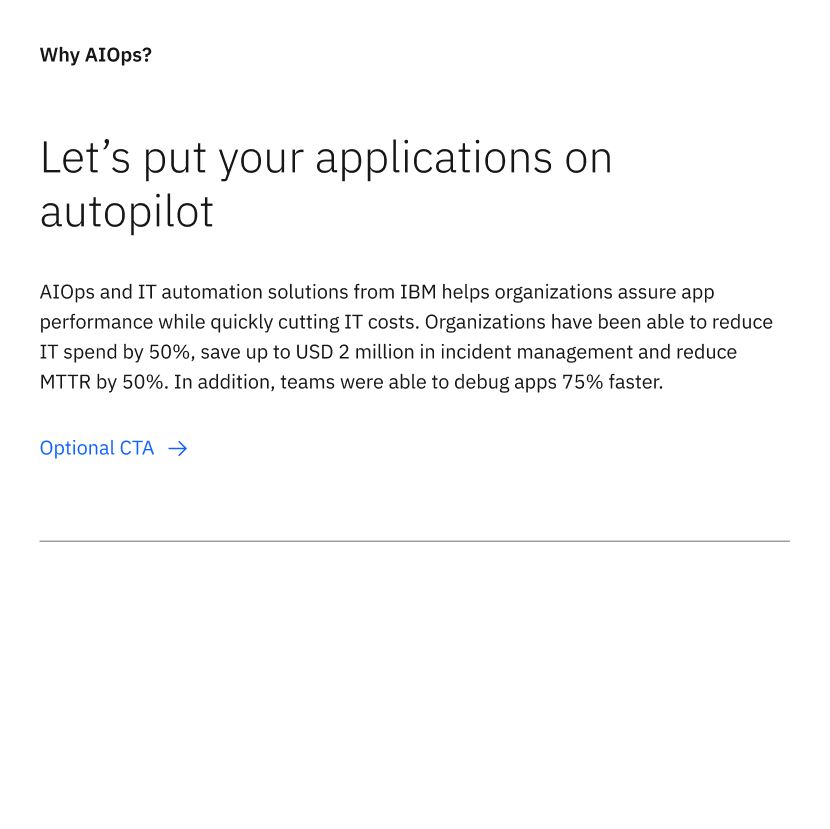 Why AIOps?
Let’s put your applications on
autopilot
AIOps and IT automation solutions from IBM helps organizations assure app
performance while quickly cutting IT costs. Organizations have been able to reduce
IT spend by 50%, save up to USD 2 million in incident management and reduce
MTTR by 50%. In addition, teams were able to debug apps 75% faster.
Optional CTA →